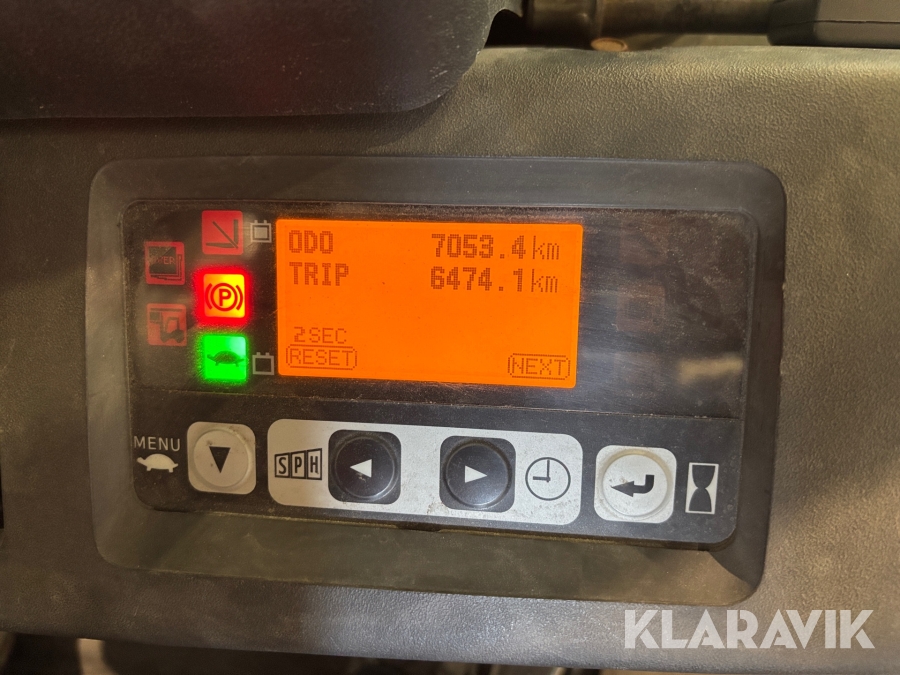 ODO 7053.4km
TRIP 6474.1km
2SEC
RESET
NEXT
(P)
MENU
SPH
KLARAVIK